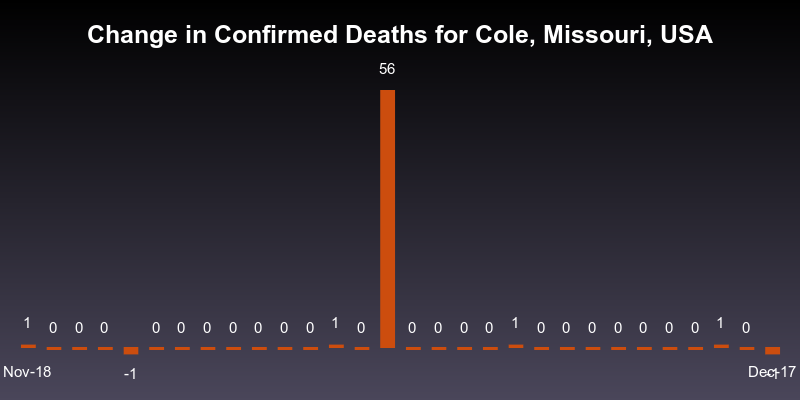 Change in Confirmed Deaths for Cole, Missouri, USA
56
1 0 0 0 0 0 0 0 0 0 0 1 0 0 0 0 0 1 0 0 0 0 0 0 0 1 0
Nov-18 -1 Dec-17 -1